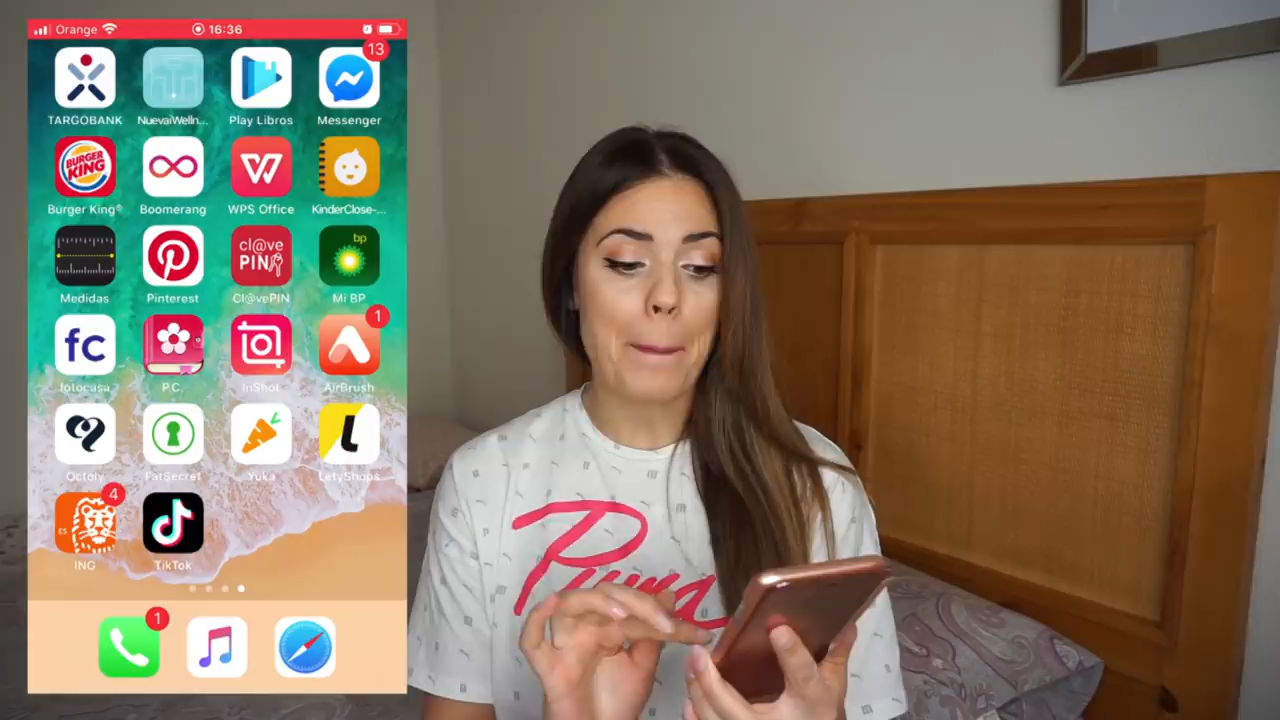 Orange 16:36
13
TARGOBANK NuevaiWelln... Play Libros Messenger
BURGER KING
Burger King® Boomerang WPS Office KinderClose-...
cl@ve PIN bp
Medidas Pinterest Cl@vePIN Mi BP
fc 1
fotocasa P.C. InShot AirBrush
Octoly FatSecret Yuka LetyShops
ES 4
ING TikTok
1
Puma